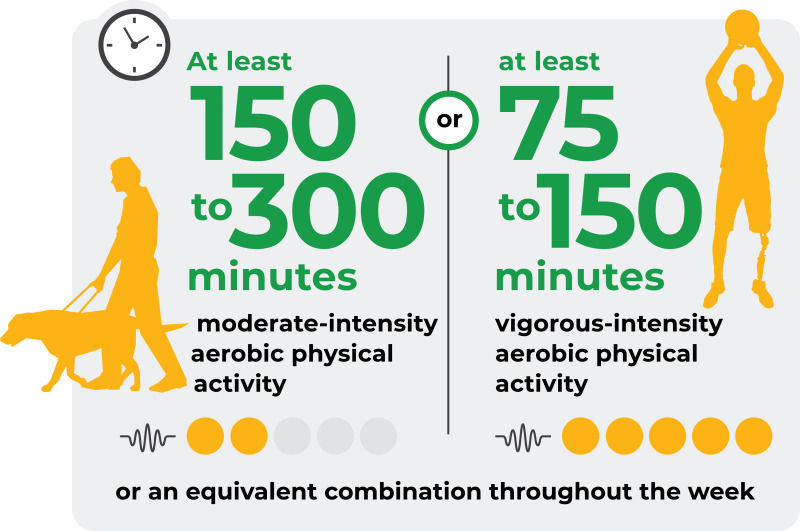 At least
150
to 300
minutes
moderate-intensity
aerobic physical
activity
or
at least
75
to 150
minutes
vigorous-intensity
aerobic physical
activity
or an equivalent combination throughout the week